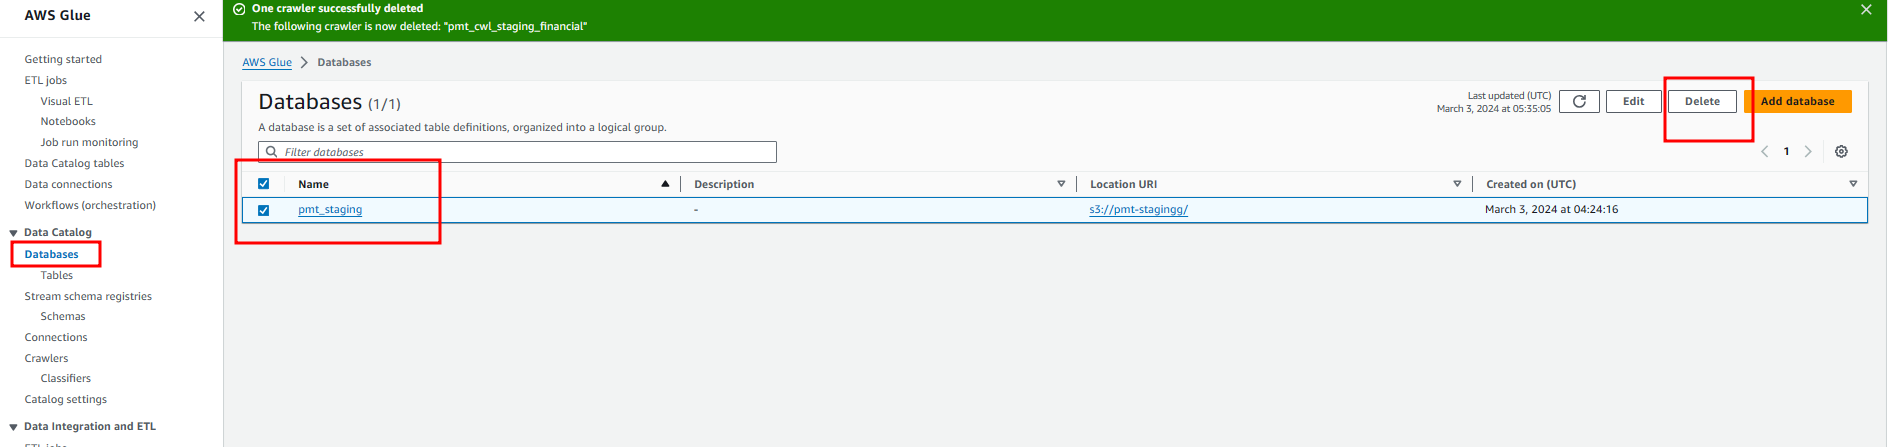 AWS Glue
Getting started
ETL jobs
Visual ETL
Notebooks
Job run monitoring
Data Catalog tables
Data connections
Workflows (orchestration)
Data Catalog
Databases
Tables
Stream schema registries
Schemas
Connections
Crawlers
Classifiers
Catalog settings
Data Integration and ETL
ETL jobs
One crawler successfully deleted
The following crawler is now deleted: "pmt_cwl_staging_financial"
AWS Glue > Databases
Databases (1/1)
Last updated (UTC)
March 3, 2024 at 05:35:05
Edit
Delete
Add database
A database is a set of associated table definitions, organized into a logical group.
Filter databases
1
Name Description Location URI Created on (UTC)
pmt_staging - s3://pmt-stagingg/ March 3, 2024 at 04:24:16